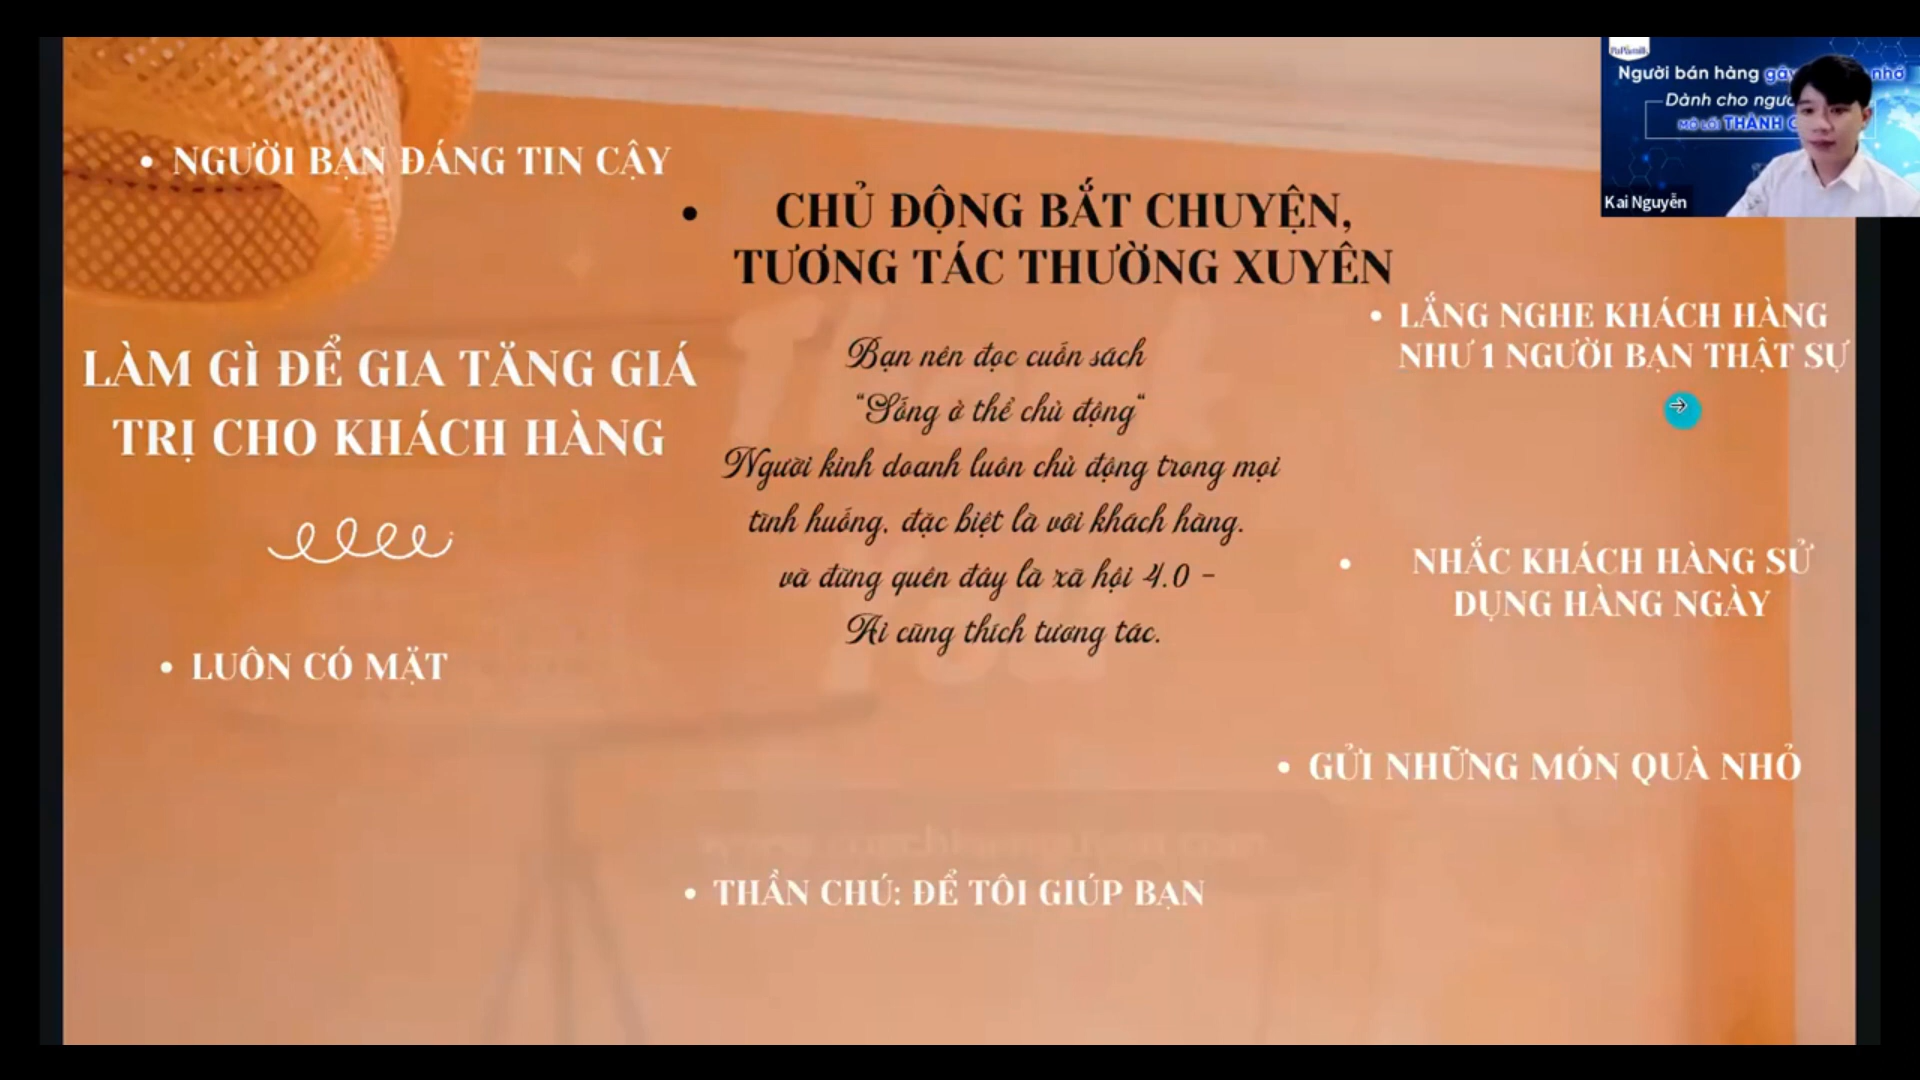 NGƯỜI BẠN ĐÁNG TIN CẬY
CHỦ ĐỘNG BẮT CHUYỆN,
TƯƠNG TÁC THƯỜNG XUYÊN
LẮNG NGHE KHÁCH HÀNG
NHƯ 1 NGƯỜI BẠN THẬT SỰ
LÀM GÌ ĐỂ GIA TĂNG GIÁ
TRỊ CHO KHÁCH HÀNG
Bạn nên đọc cuốn sách
“Sống ở thể chủ động“
Người kinh doanh luôn chủ động trong mọi
tình huống, đặc biệt là với khách hàng.
và đừng quên đây là xã hội 4.0 -
Ai cũng thích tương tác.
NHẮC KHÁCH HÀNG SỬ
DỤNG HÀNG NGÀY
LUÔN CÓ MẶT
GỬI NHỮNG MÓN QUÀ NHỎ
THẦN CHÚ: ĐỂ TÔI GIÚP BẠN
Thank
You
Người bán hàng nhớ
Dành cho
THÀNH
Kai Nguyễn